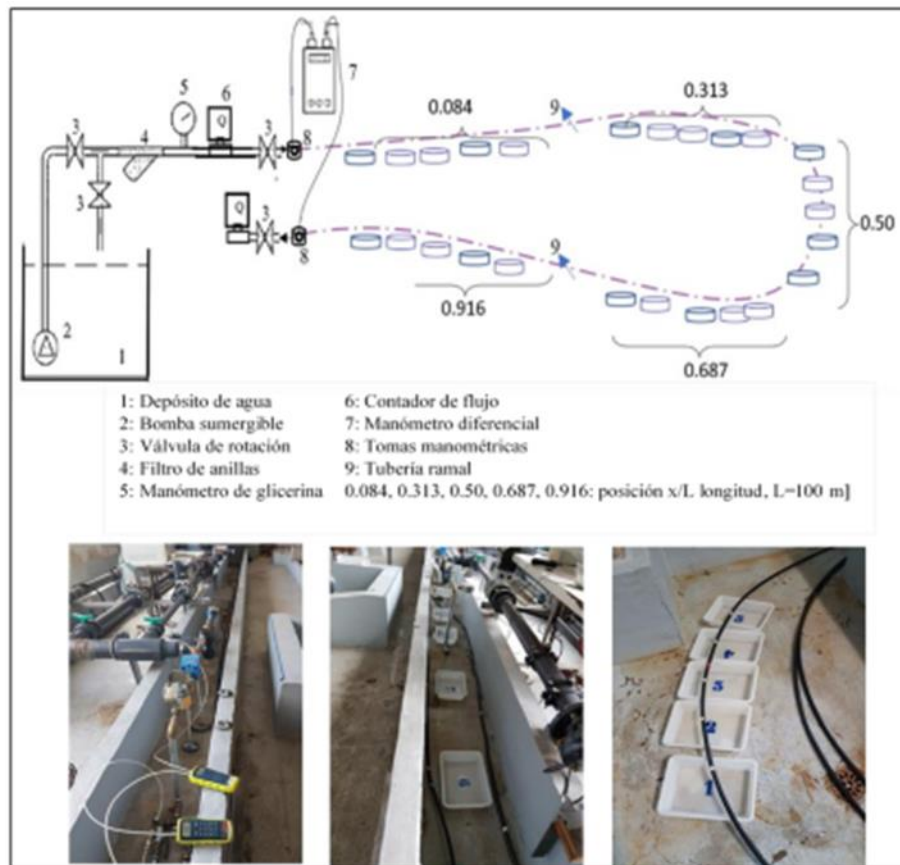 5
6
7
0.084
9
0.313
3
4
Q
3
8
3
Q
3
8
9
0.50
0.916
0.687
2
1
1: Depósito de agua
2: Bomba sumergible
3: Válvula de rotación
4: Filtro de anillas
5: Manómetro de glicerina
6: Contador de flujo
7: Manómetro diferencial
8: Tomas manométricas
9: Tubería ramal
0.084, 0.313, 0.50, 0.687, 0.916: posición x/L longitud, L=100 m]
2
1